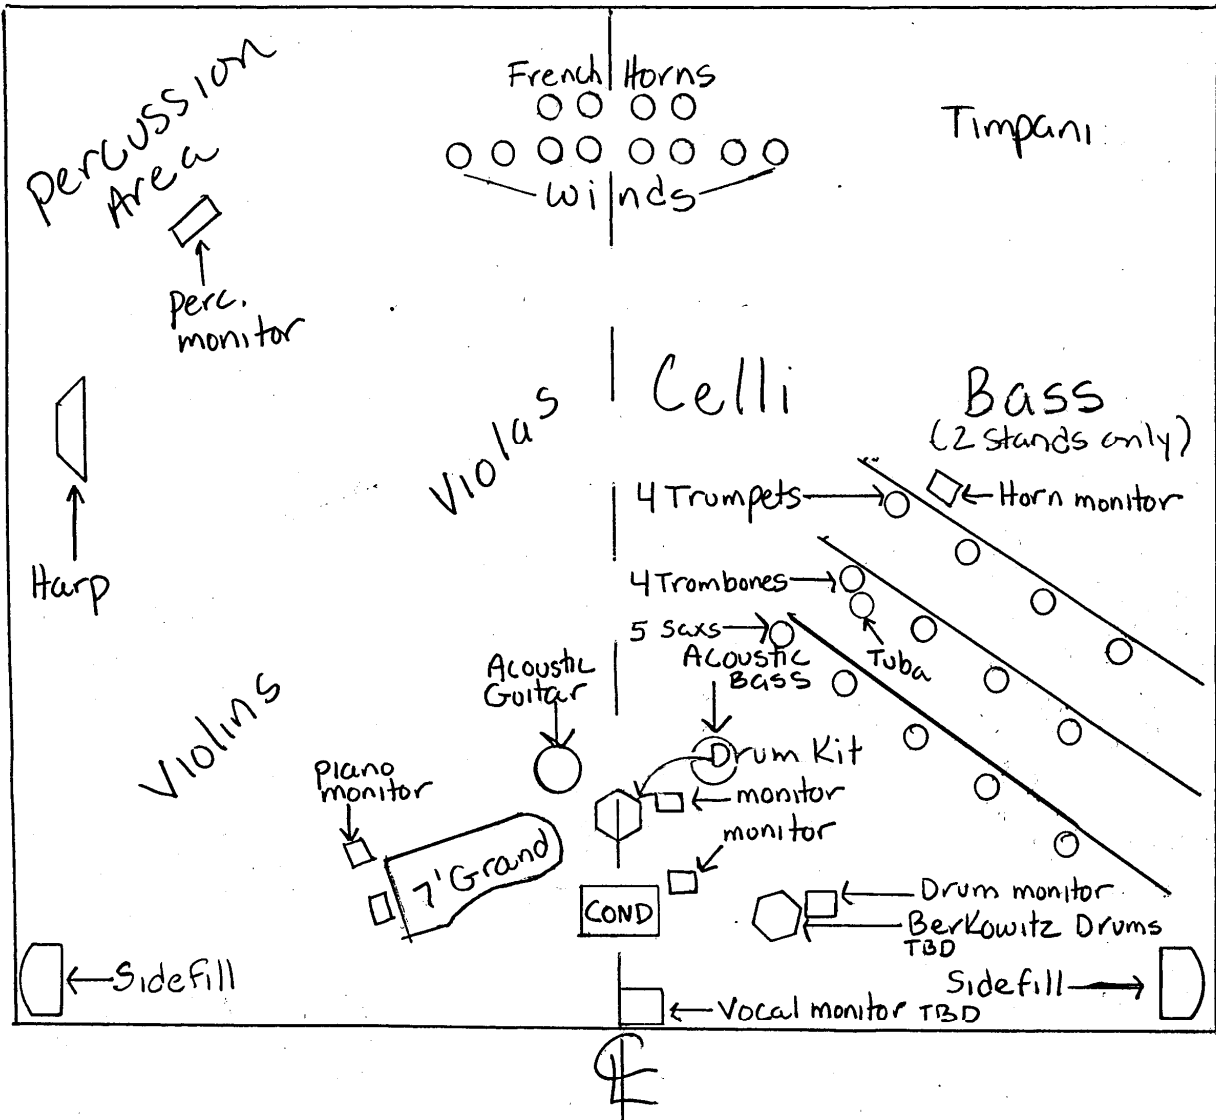 Percussion
Area
French Horns
Winds
Timpani
Perc.
monitor
Harp
Violas
Celli
Bass
(2 stands only)
4 Trumpets
Horn monitor
4 Trombones
5 saxs
Tuba
Acoustic
Bass
Acoustic
Guitar
Violins
Piano
monitor
Drum Kit
monitor
monitor
7' Grand
COND
Drum monitor
Berkowitz Drums
TBD
Sidefill
Sidefill
Vocal monitor TBD
CL